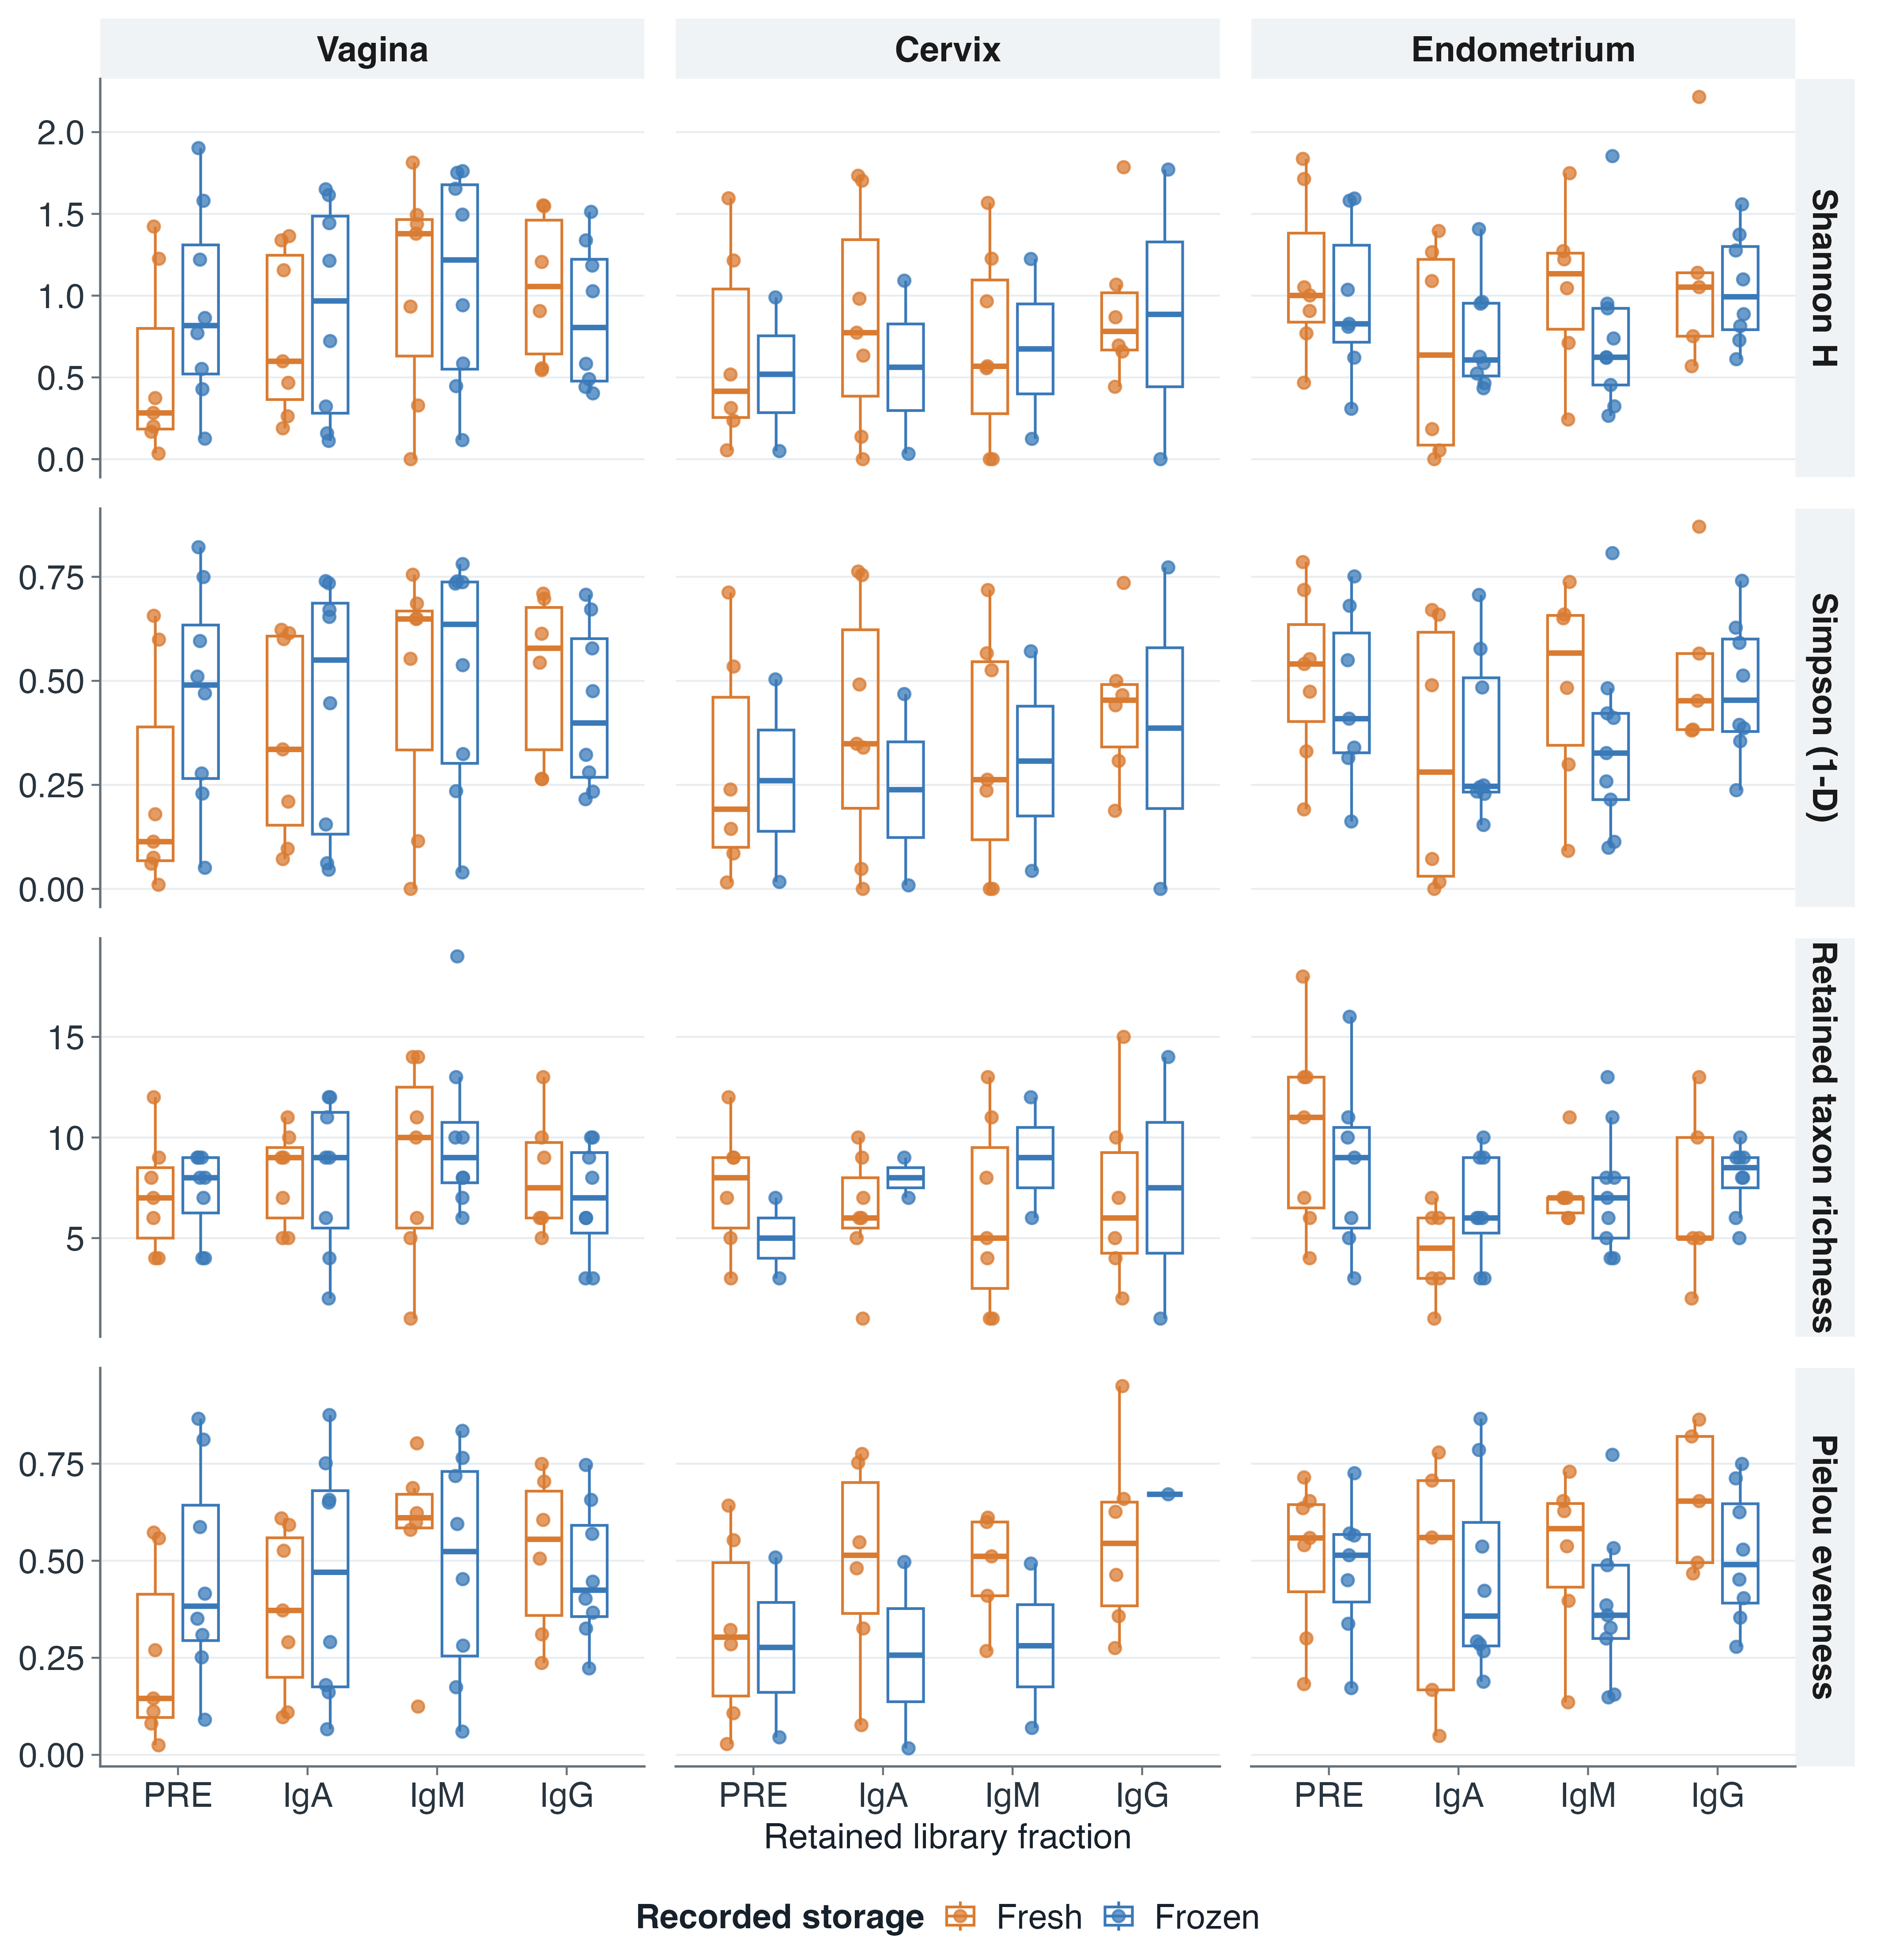 Vagina Cervix Endometrium
2.0
1.5
1.0
0.5
0.0
Shannon H
0.75
0.50
0.25
0.00
Simpson (1-D)
15
10
5
Retained taxon richness
0.75
0.50
0.25
0.00
Pielou evenness
PRE IgA IgM IgG PRE IgA IgM IgG PRE IgA IgM IgG
Retained library fraction
Recorded storage Fresh Frozen